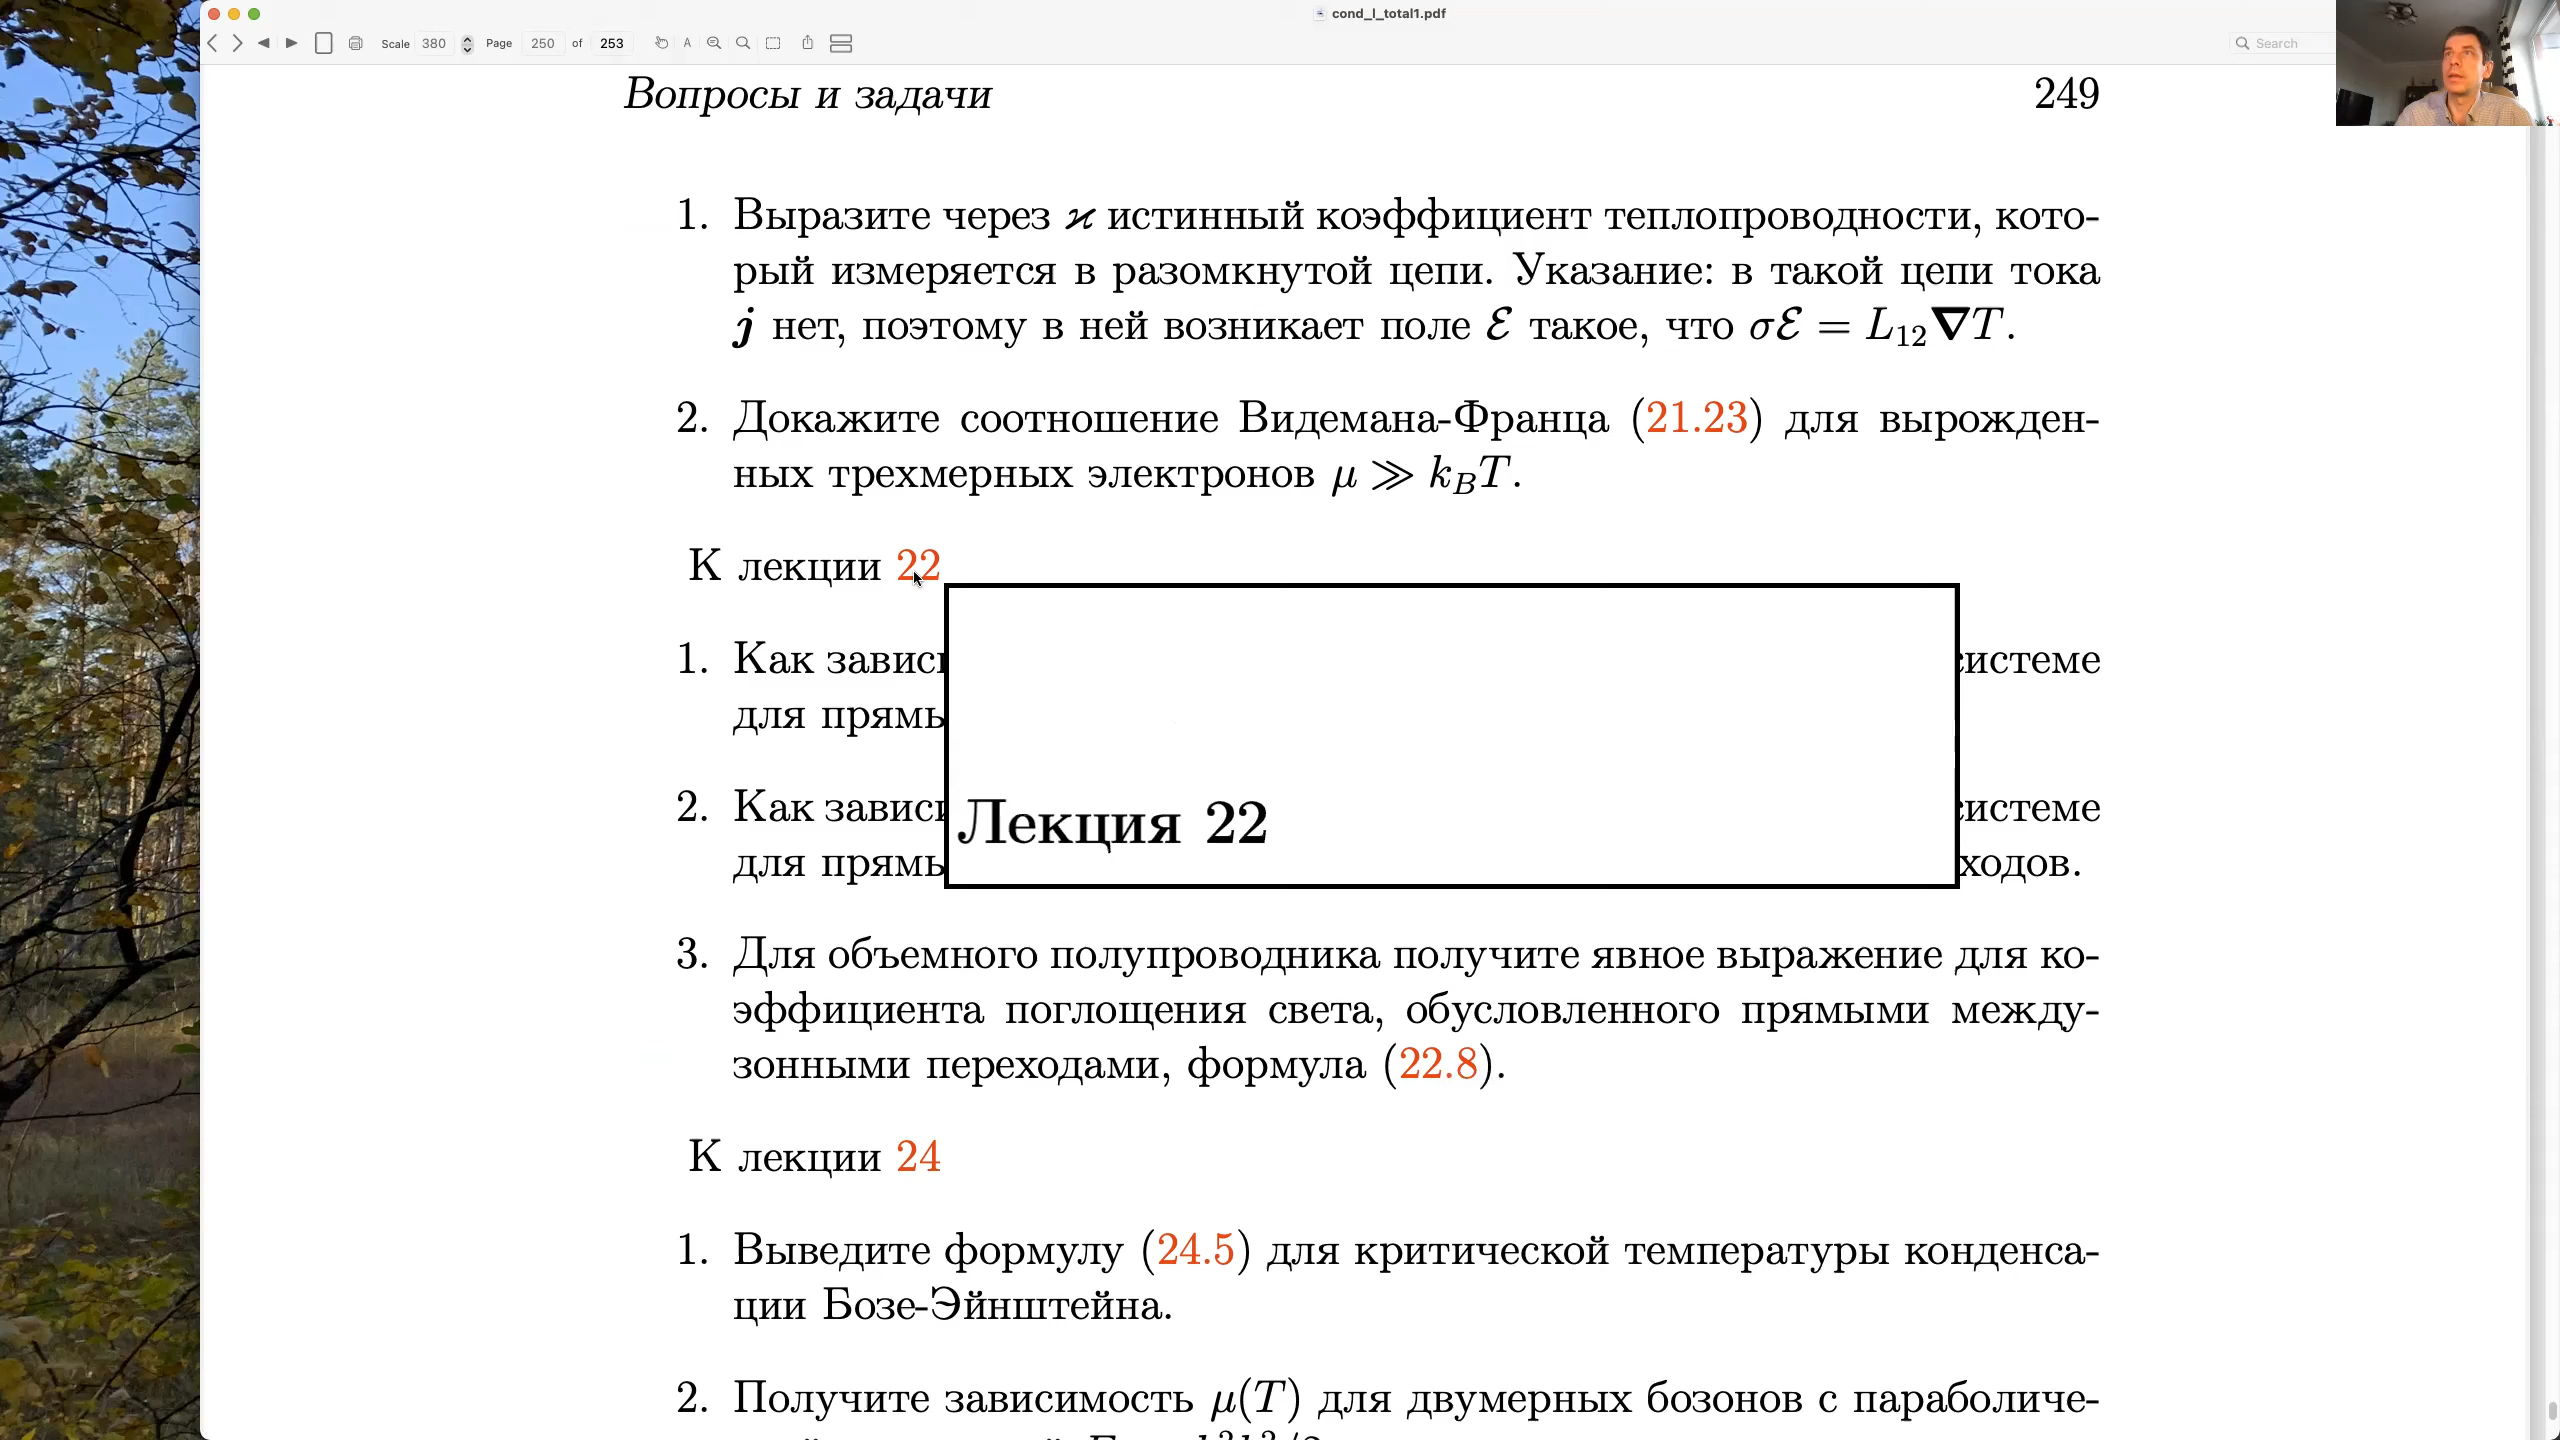 cond_l_total1.pdf
Scale 380 Page 250 of 253 A Search
Вопросы и задачи 249
1. Выразите через ϰ истинный коэффициент теплопроводности, кото-
рый измеряется в разомкнутой цепи. Указание: в такой цепи тока
j нет, поэтому в ней возникает поле ℰ такое, что σℰ = L₁₂∇T.
2. Докажите соотношение Видемана-Франца (21.23) для вырожден-
ных трехмерных электронов μ ≫ k_BT.
К лекции 22
1. Как системе
для
2. Как системе
для
Лекция 22
3. Для объемного полупроводника получите явное выражение для ко-
эффициента поглощения света, обусловленного прямыми между-
зонными переходами, формула (22.8).
К лекции 24
1. Выведите формулу (24.5) для критической температуры конденса-
ции Бозе-Эйнштейна.
2. Получите зависимость μ(T) для двумерных бозонов с параболиче-